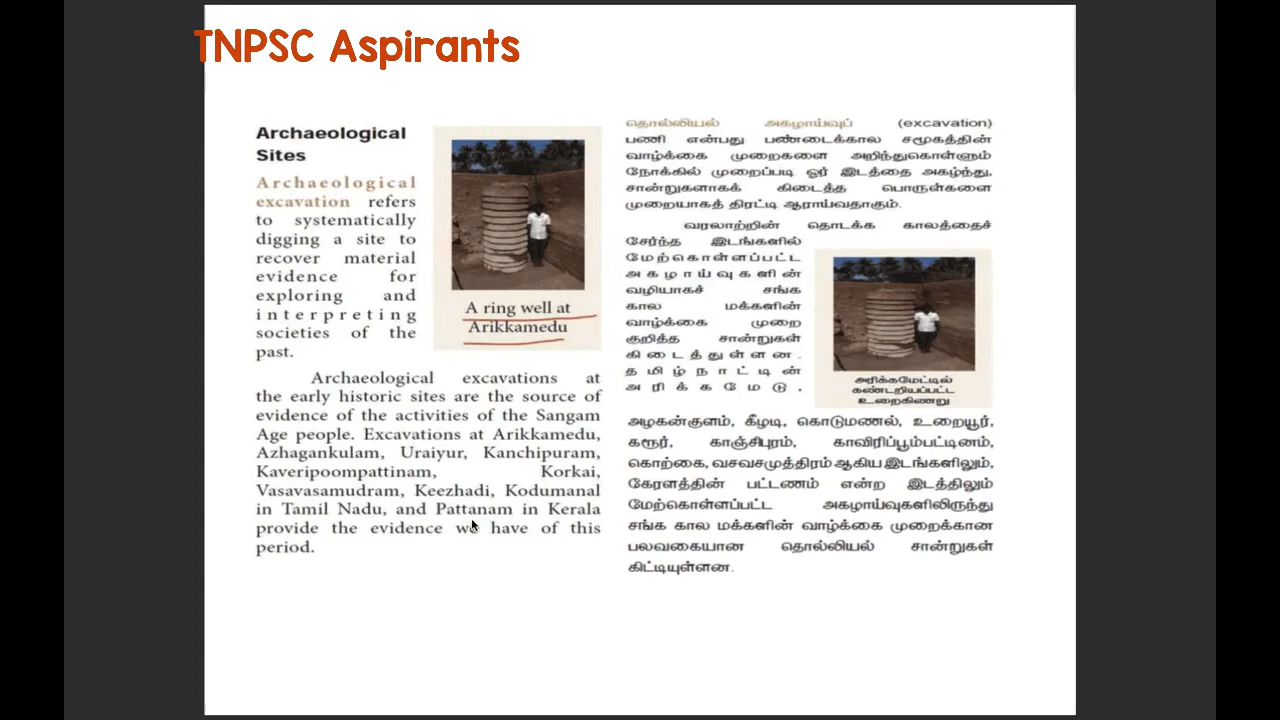 TNPSC Aspirants
Archaeological
Sites
Archaeological
excavation refers
to systematically
digging a site to
recover material
evidence for
exploring and
interpreting
societies of the
past.
A ring well at
Arikkamedu
Archaeological excavations at
the early historic sites are the source of
evidence of the activities of the Sangam
Age people. Excavations at Arikkamedu,
Azhagankulam, Uraiyur, Kanchipuram,
Kaveripoompattinam, Korkai,
Vasavasamudram, Keezhadi, Kodumanal
in Tamil Nadu, and Pattanam in Kerala
provide the evidence we have of this
period.
தொல்லியல் அகழாய்வுப் (excavation)
பணி என்பது பண்டைக்கால சமூகத்தின்
வாழ்க்கை முறைகளை அறிந்துகொள்ளும்
நோக்கில் முறைப்படி ஓர் இடத்தை அகழ்ந்து,
சான்றுகளாகக் கிடைத்த பொருள்களை
முறையாகத் திரட்டி ஆராய்வதாகும்.
வரலாற்றின் தொடக்க காலத்தைச்
சேர்ந்த இடங்களில்
மேற்கொள்ளப்பட்ட
அகழாய்வுகளின்
வழியாகச் சங்க
கால மக்களின்
வாழ்க்கை முறை
குறித்த சான்றுகள்
கிடைத்துள்ளன.
தமிழ்நாட்டின்
அரிக்கமேடு,
அரிக்கமேட்டில்
கண்டறியப்பட்ட
உறைகிணறு
அழகன்குளம், கீழடி, கொடுமணல், உறையூர்,
கரூர், காஞ்சிபுரம், காவிரிப்பூம்பட்டினம்,
கொற்கை, வசவசமுத்திரம் ஆகிய இடங்களிலும்,
கேரளத்தின் பட்டணம் என்ற இடத்திலும்
மேற்கொள்ளப்பட்ட அகழாய்வுகளிலிருந்து
சங்க கால மக்களின் வாழ்க்கை முறைக்கான
பலவகையான தொல்லியல் சான்றுகள்
கிட்டியுள்ளன.